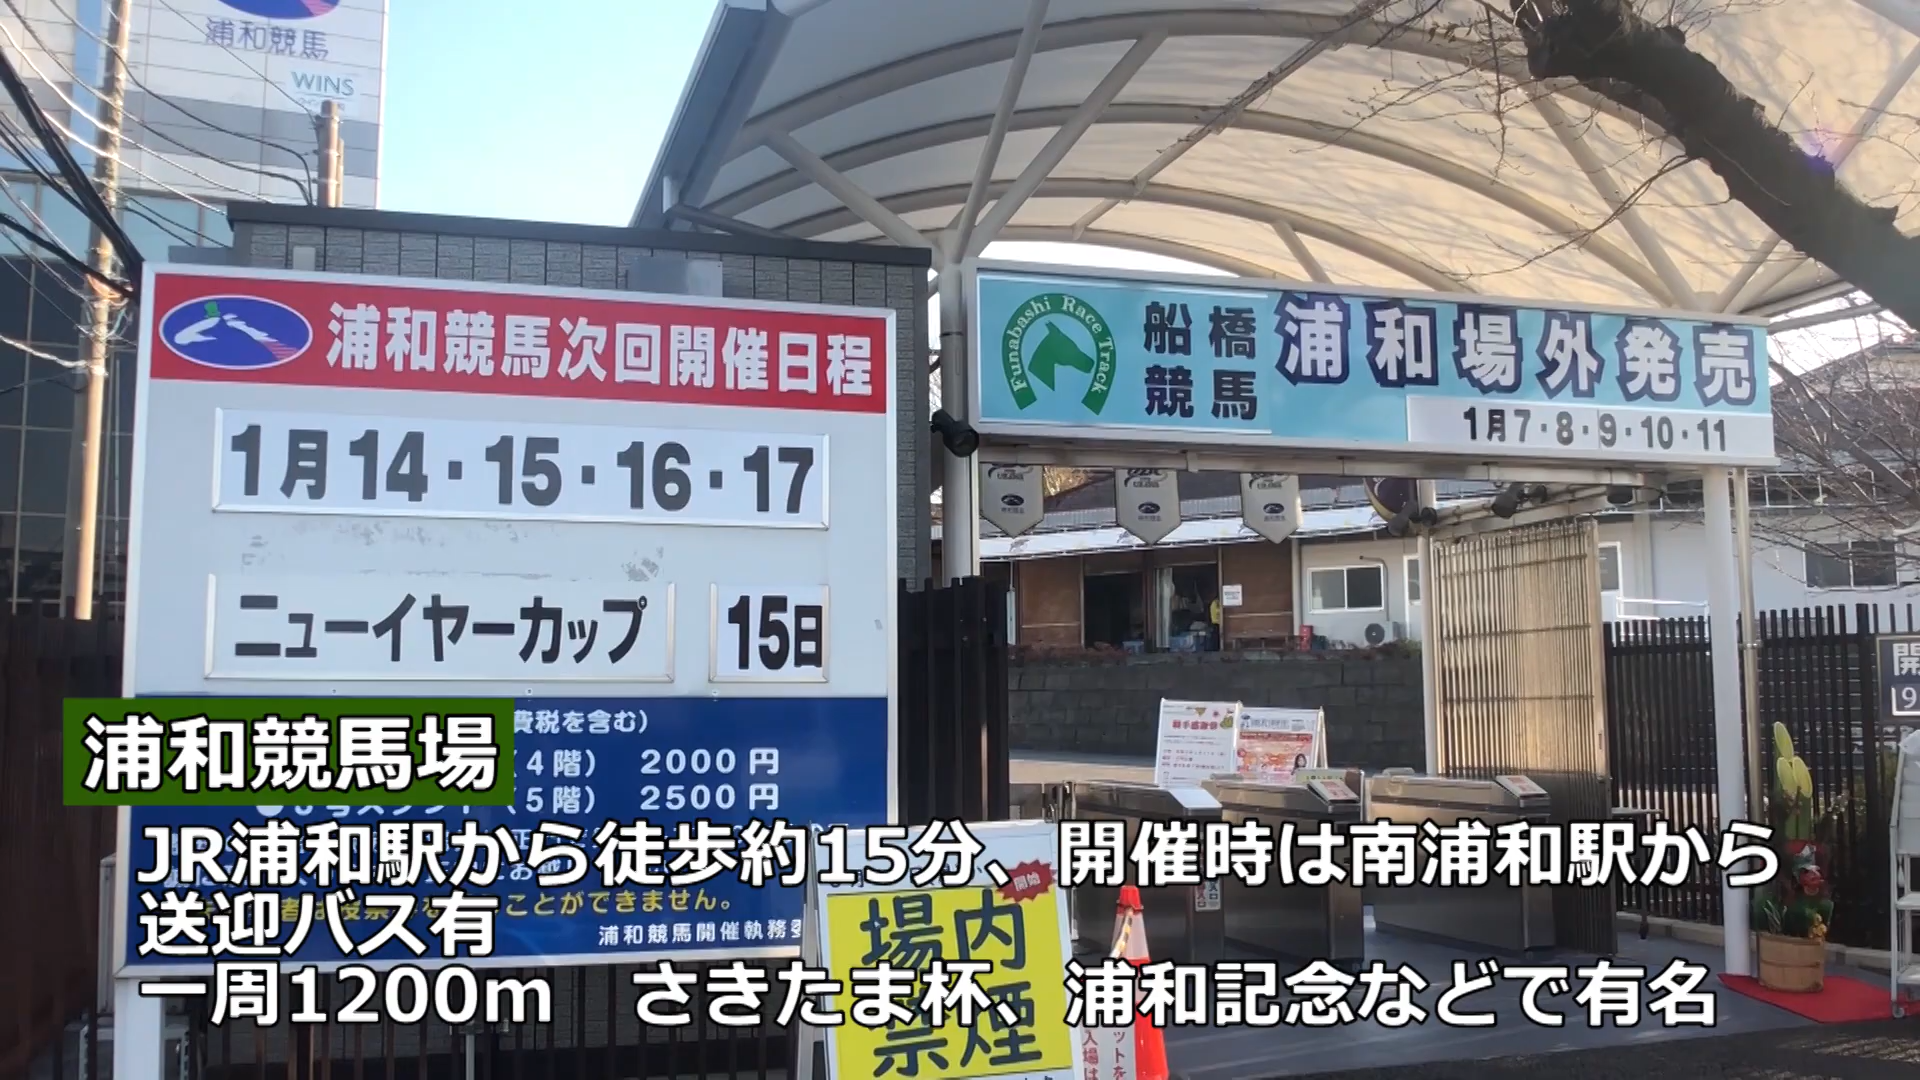 浦和競馬
WINS
浦和競馬次回開催日程
1月14・15・16・17
ニューイヤーカップ 15日
費税を含む)
(4階) 2000円
(5階) 2500円
ことができません。
浦和競馬開催執務委
Funabashi Race Track
船橋競馬
浦和場外発売
1月7・8・9・10・11
開始
場内
禁煙
浦和競馬場
JR浦和駅から徒歩約15分、開催時は南浦和駅から
送迎バス有
一周1200m さきたま杯、浦和記念などで有名